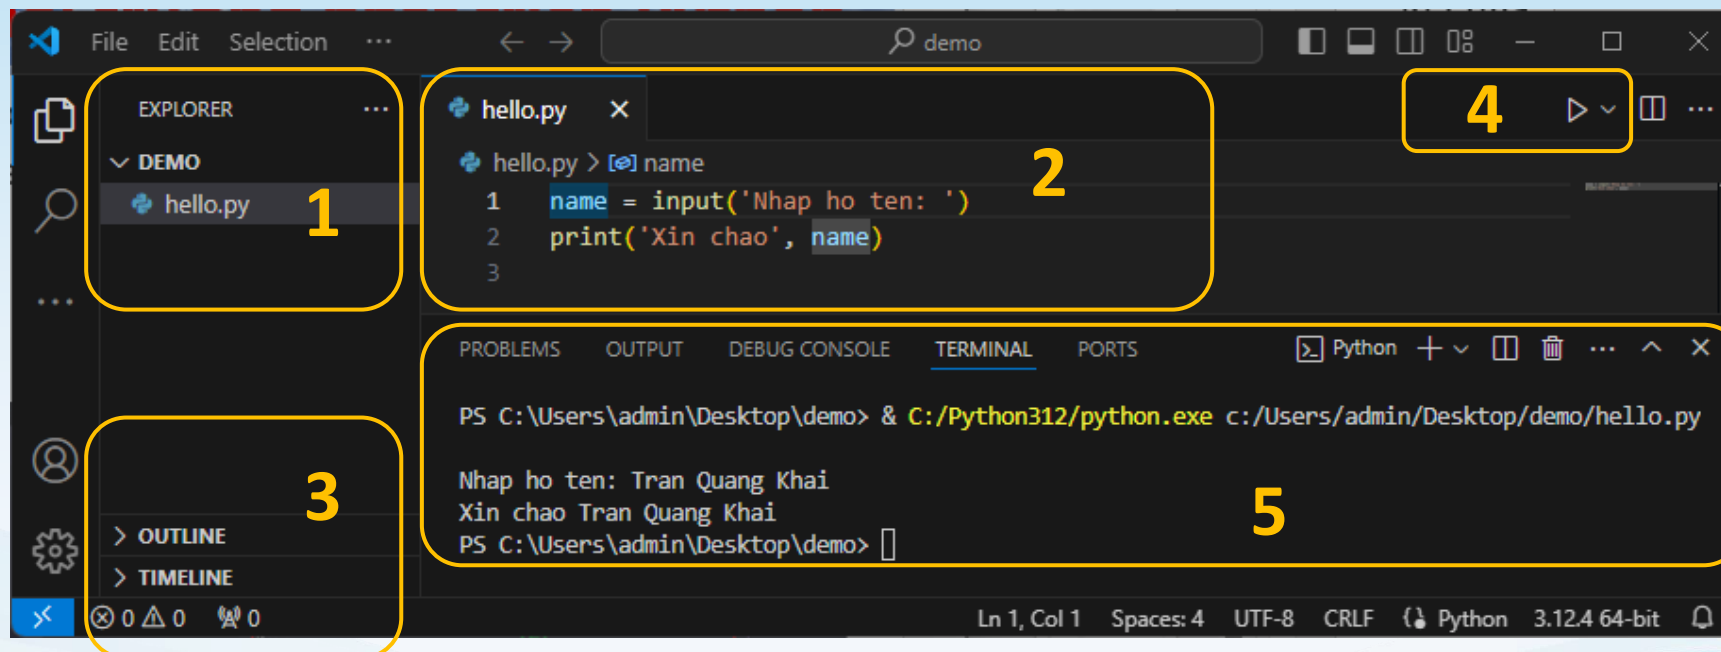 File Edit Selection ··· demo
EXPLORER ···
DEMO
hello.py
1
hello.py
hello.py > name
1 name = input('Nhap ho ten: ')
2 print('Xin chao', name)
3
2
4
PROBLEMS OUTPUT DEBUG CONSOLE TERMINAL PORTS Python
PS C:\Users\admin\Desktop\demo> & C:/Python312/python.exe c:/Users/admin/Desktop/demo/hello.py
Nhap ho ten: Tran Quang Khai
Xin chao Tran Quang Khai
PS C:\Users\admin\Desktop\demo>
5
3
OUTLINE
TIMELINE
0 0 0 Ln 1, Col 1 Spaces: 4 UTF-8 CRLF Python 3.12.4 64-bit